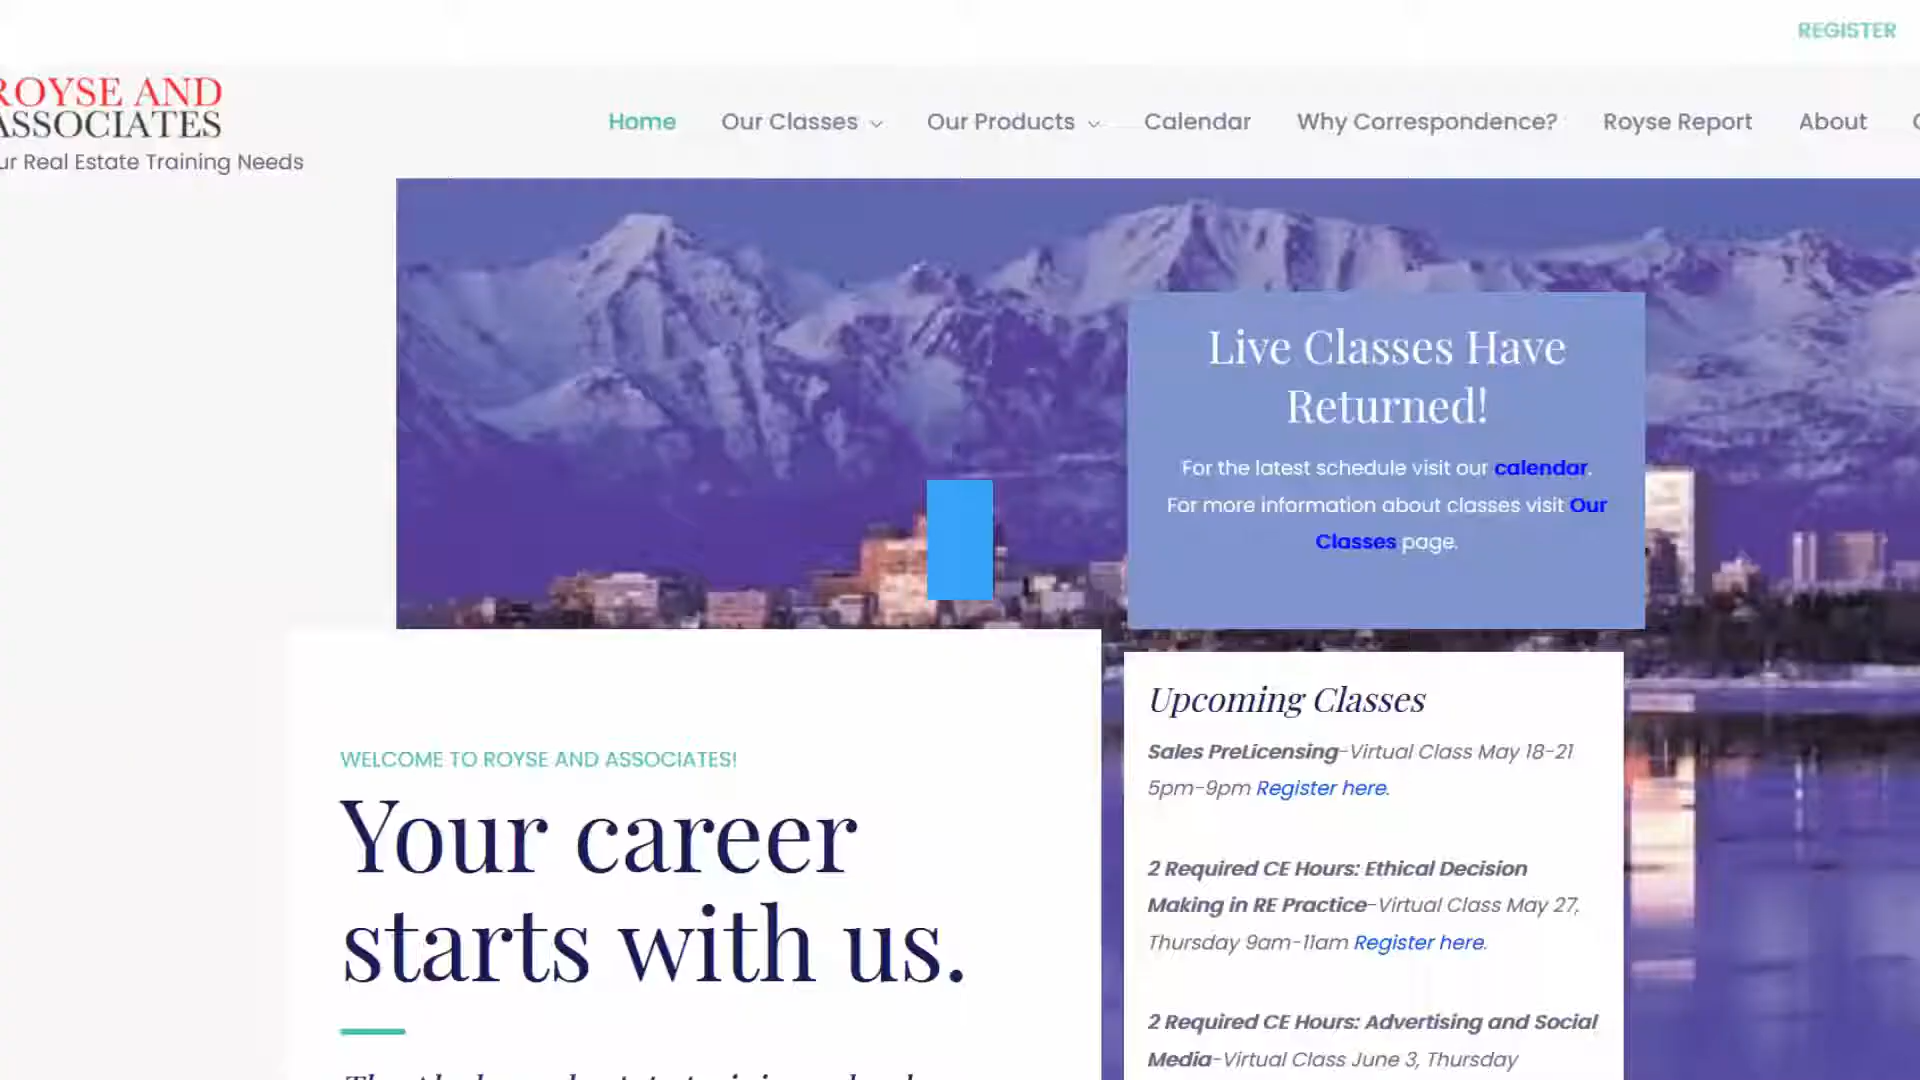 REGISTER
ROYSE AND
ASSOCIATES
ur Real Estate Training Needs
Home Our Classes Our Products Calendar Why Correspondence? Royse Report About
Live Classes Have
Returned!
For the latest schedule visit our calendar.
For more information about classes visit Our
Classes page.
WELCOME TO ROYSE AND ASSOCIATES!
Your career
starts with us.
Upcoming Classes
Sales PreLicensing-Virtual Class May 18-21
5pm-9pm Register here.
2 Required CE Hours: Ethical Decision
Making in RE Practice-Virtual Class May 27,
Thursday 9am-11am Register here.
2 Required CE Hours: Advertising and Social
Media-Virtual Class June 3, Thursday